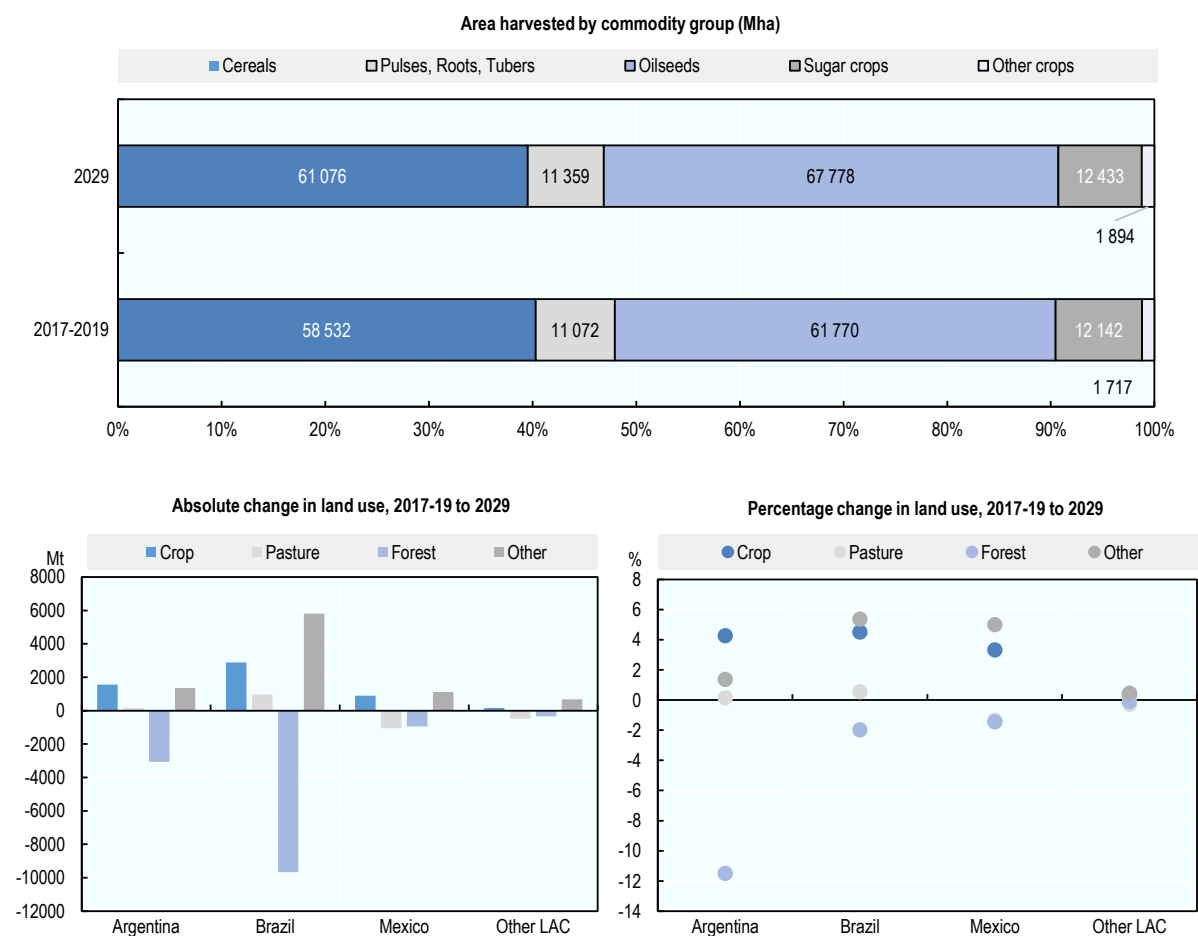 Area harvested by commodity group (Mha)
Cereals Pulses, Roots, Tubers Oilseeds Sugar crops Other crops
2029 61 076 11 359 67 778 12 433
1 894
2017-2019 58 532 11 072 61 770 12 142
1 717
0% 10% 20% 30% 40% 50% 60% 70% 80% 90% 100%
Absolute change in land use, 2017-19 to 2029
Mt
Crop Pasture Forest Other
8000
6000
4000
2000
0
-2000
-4000
-6000
-8000
-10000
-12000
Argentina Brazil Mexico Other LAC
Percentage change in land use, 2017-19 to 2029
%
Crop Pasture Forest Other
8
6
4
2
0
-2
-4
-6
-8
-10
-12
-14
Argentina Brazil Mexico Other LAC